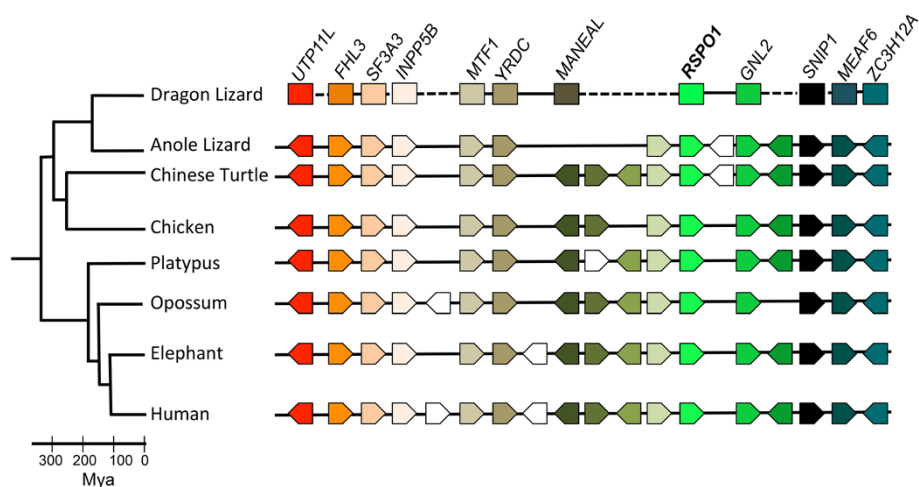 UTP11L FHL3 SF3A3 INPP5B MTF1 YRDC MANEAL RSPO1 GNL2 SNIP1 MEAF6 ZC3H12A
Dragon Lizard
Anole Lizard
Chinese Turtle
Chicken
Platypus
Opossum
Elephant
Human
300 200 100 0
Mya